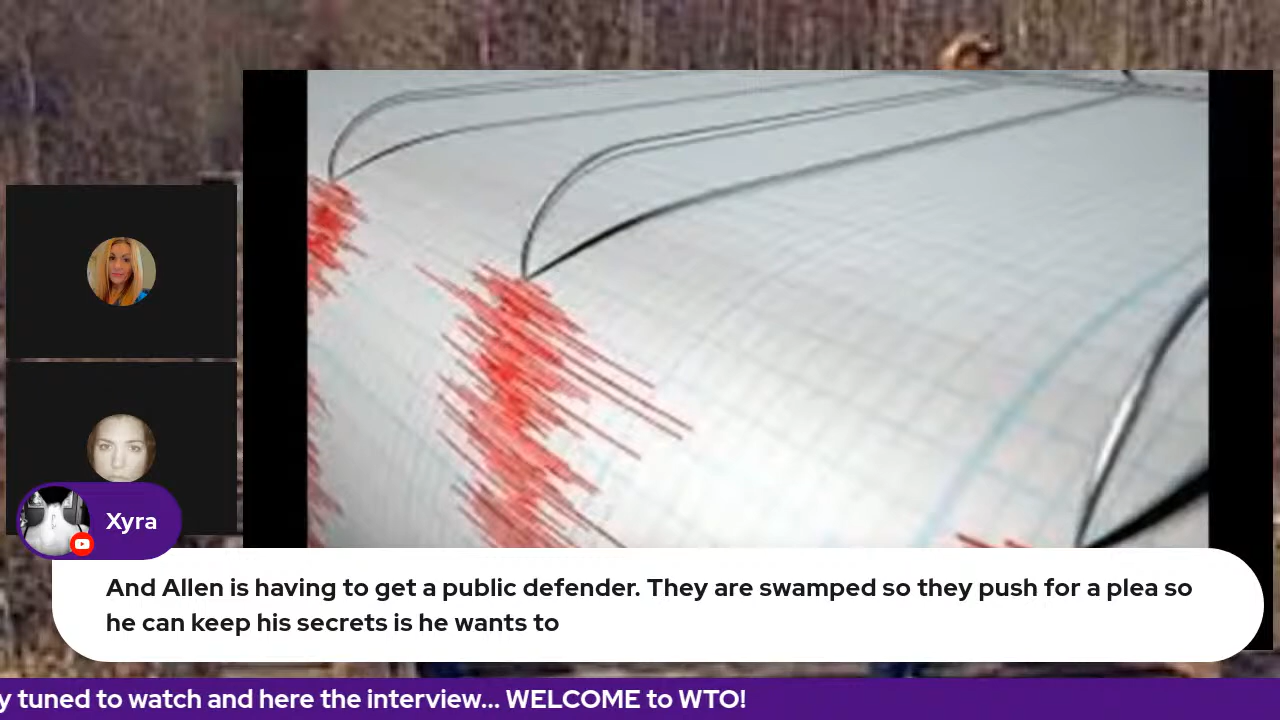 Xyra
And Allen is having to get a public defender. They are swamped so they push for a plea so
he can keep his secrets is he wants to
y tuned to watch and here the interview... WELCOME to WTO!